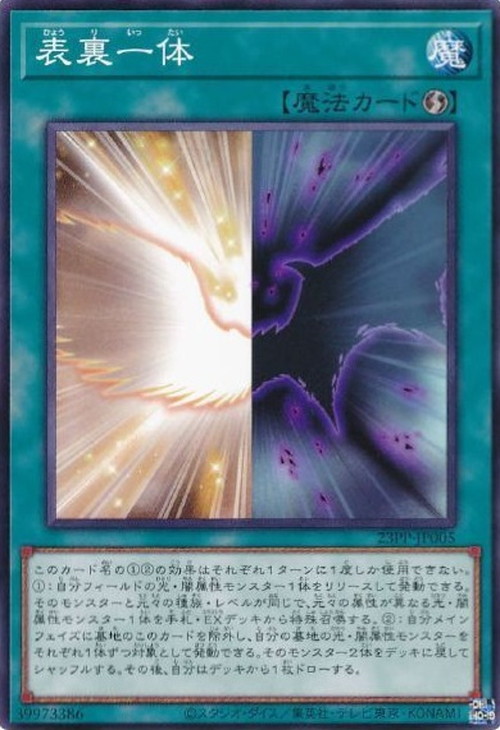 表裏一体
魔
【魔法カード】
23PP-JP005
このカード名の①②の効果はそれぞれ1ターンに1度しか使用できない。
①:自分フィールドの光・闇属性モンスター1体をリリースして発動できる。
そのモンスターと元々の種族・レベルが同じで、元々の属性が異なる光・闇
属性モンスター1体を手札・EXデッキから特殊召喚する。②:自分メイン
フェイズに墓地のこのカードを除外し、自分の墓地の光・闇属性モンスターを
それぞれ1体ずつ対象として発動できる。そのモンスター2体をデッキに戻して
シャッフルする。その後、自分はデッキから1枚ドローする。
39973386 ©スタジオ・ダイス/集英社・テレビ東京・KONAMI